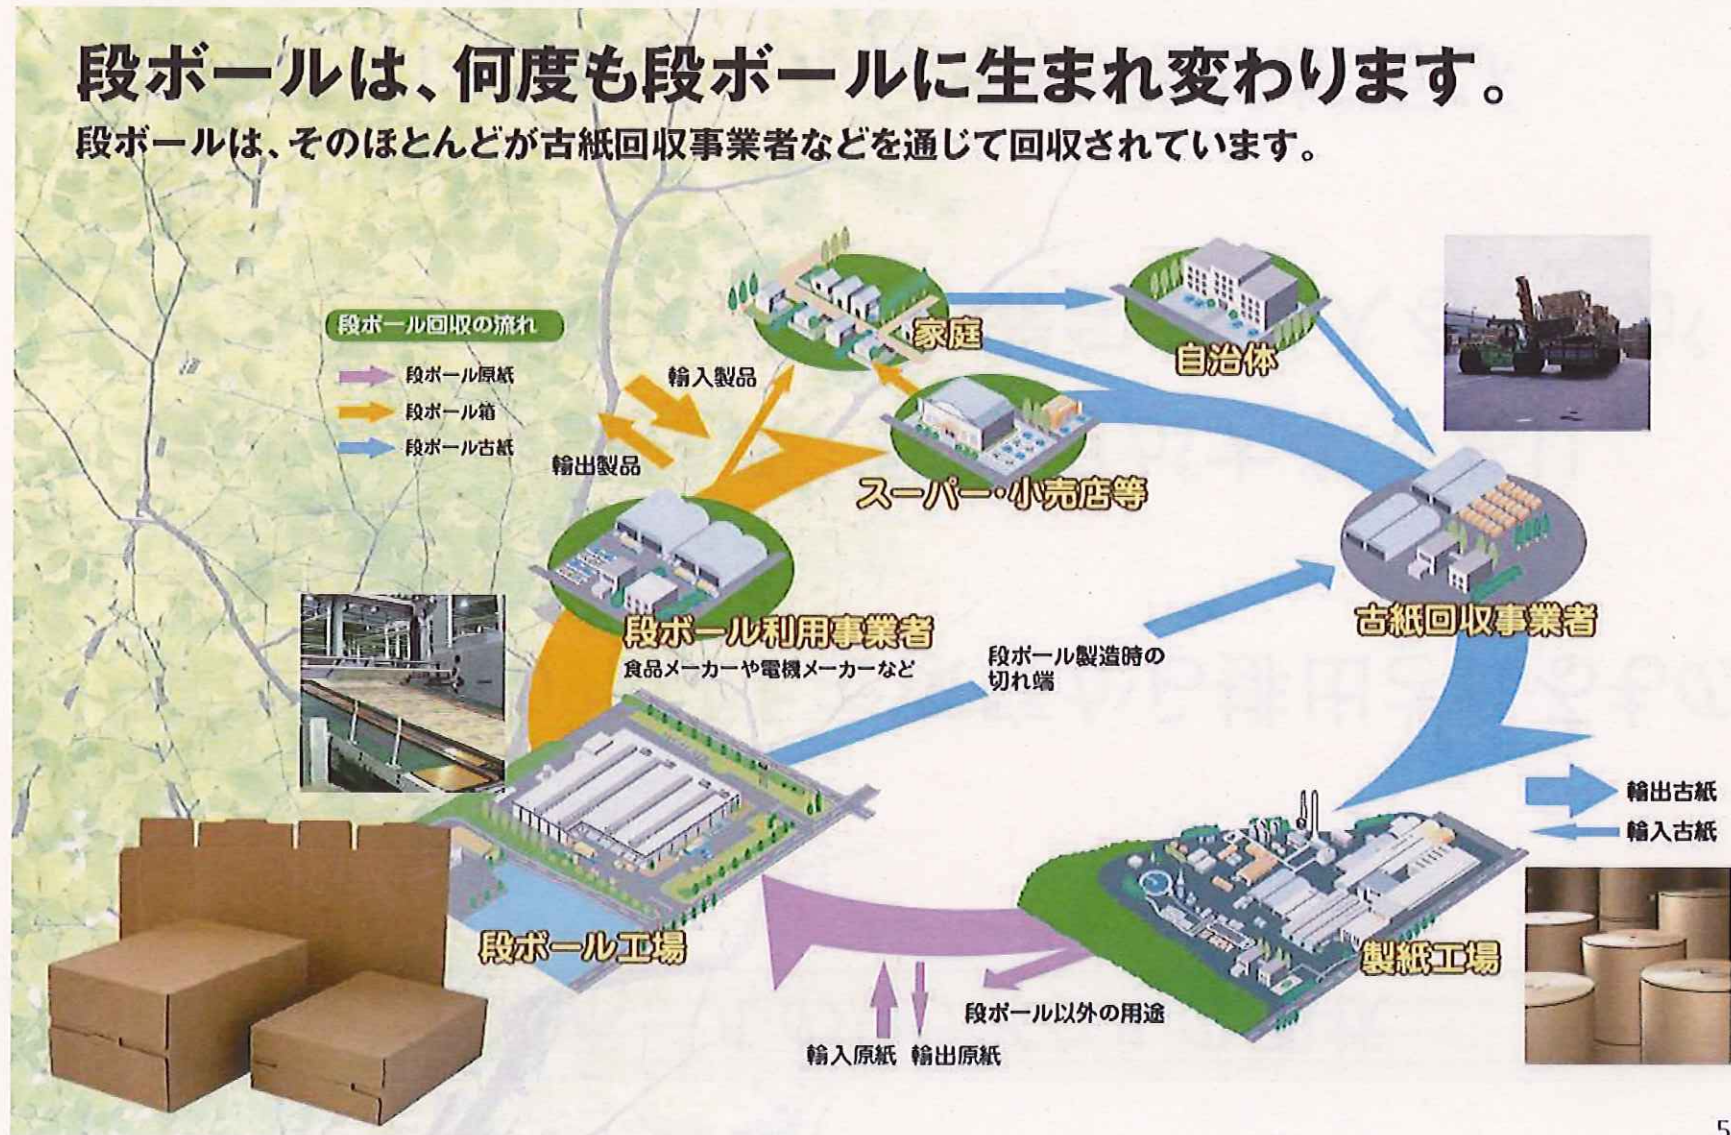 段ボールは、何度も段ボールに生まれ変わります。
段ボールは、そのほとんどが古紙回収事業者などを通じて回収されています。
段ボール回収の流れ
段ボール原紙
段ボール箱
段ボール古紙
輸入製品
輸出製品
家庭
自治体
スーパー・小売店等
段ボール利用事業者
食品メーカーや電機メーカーなど
古紙回収事業者
段ボール製造時の
切れ端
輸出古紙
輸入古紙
段ボール工場
製紙工場
段ボール以外の用途
輸入原紙 輸出原紙
5